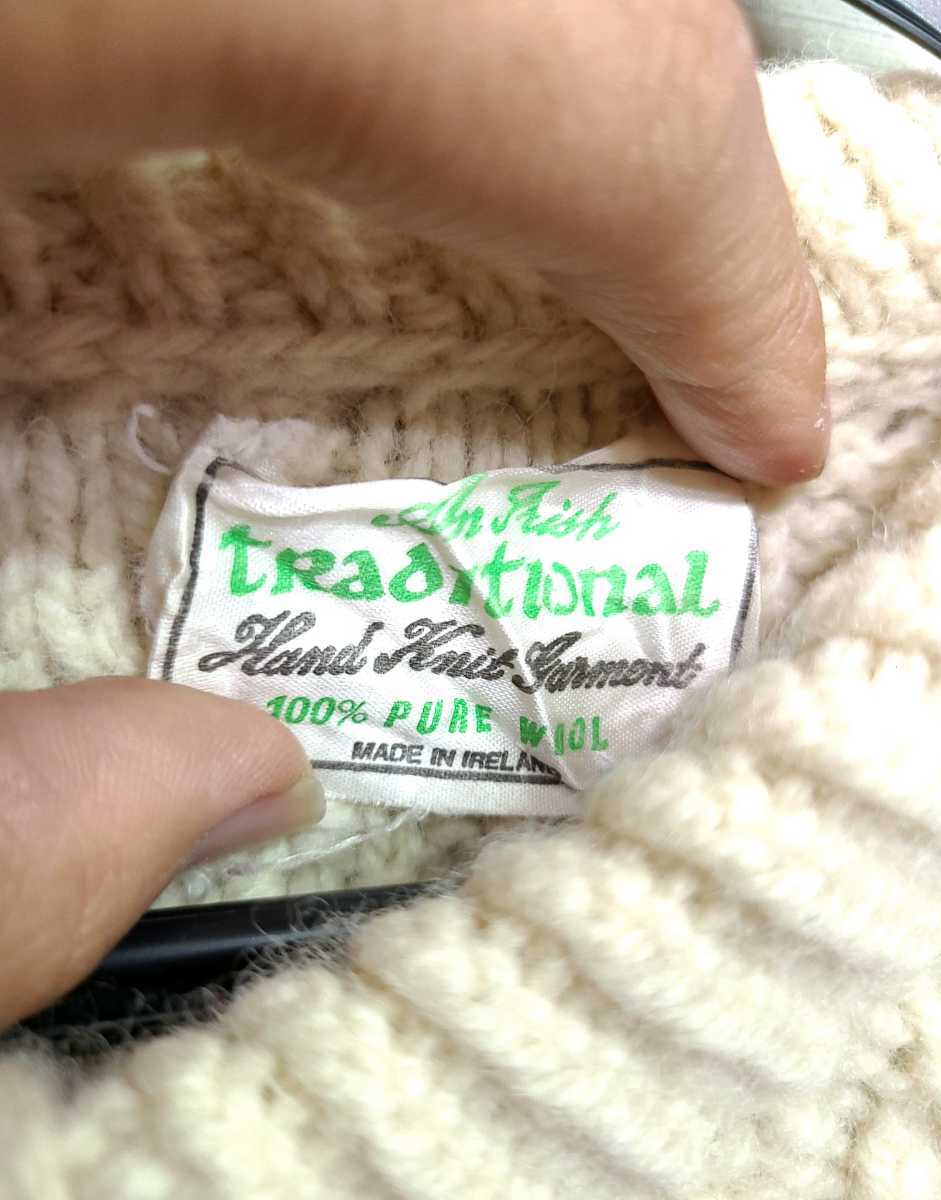 An Irish
traditional
Hand Knit Garment
100% PURE WOOL
MADE IN IRELAND